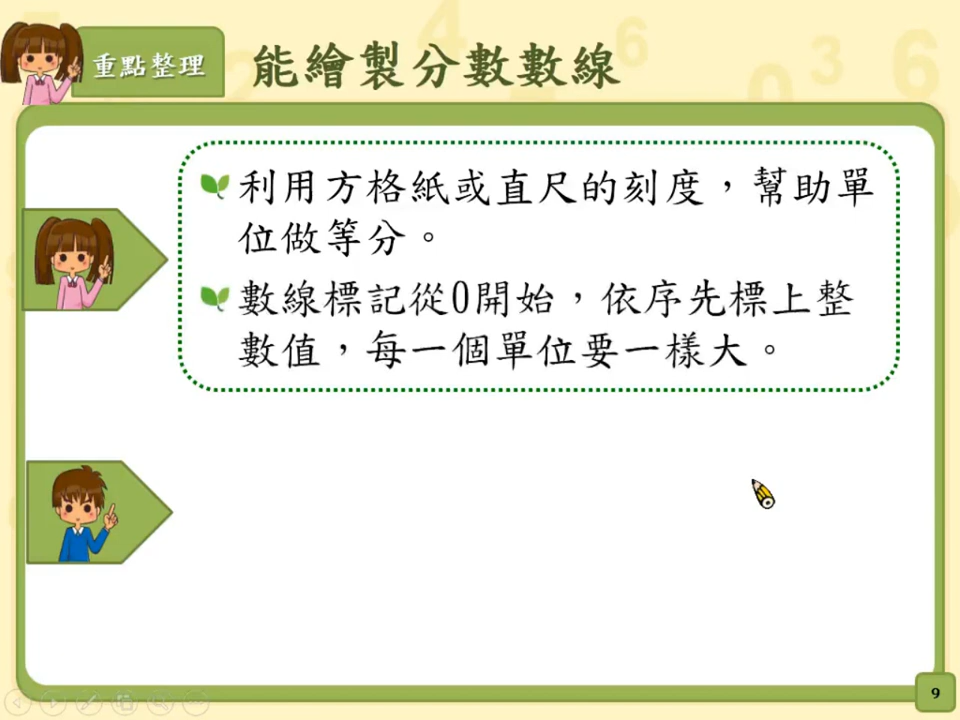 重點整理
能繪製分數數線
利用方格紙或直尺的刻度，幫助單
位做等分。
數線標記從0開始，依序先標上整
數值，每一個單位要一樣大。
9